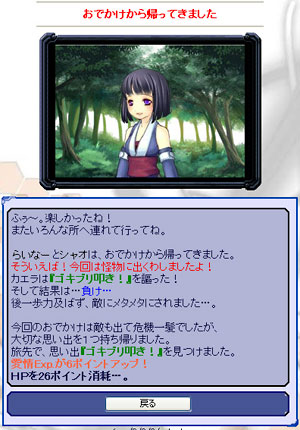 おでかけから帰ってきました
ふぅ～。楽しかったね！
またいろんな所へ連れて行ってね。
らいなーとシャオは、おでかけから帰ってきました。
そういえば！今回は怪物に出くわしましたよ！
カエラは『ゴキブリ叩き！』を謳った！
そして結果は…負け…
後一歩力及ばず、敵にメタメタにされました…。
今回のおでかけは敵も出て危機一髪でしたが、
大切な思い出を1つ持ち帰りました。
旅先で、思い出『ゴキブリ叩き！』を見つけました。
愛情Exp.が6ポイントアップ！
HPを26ポイント消耗…。
戻る